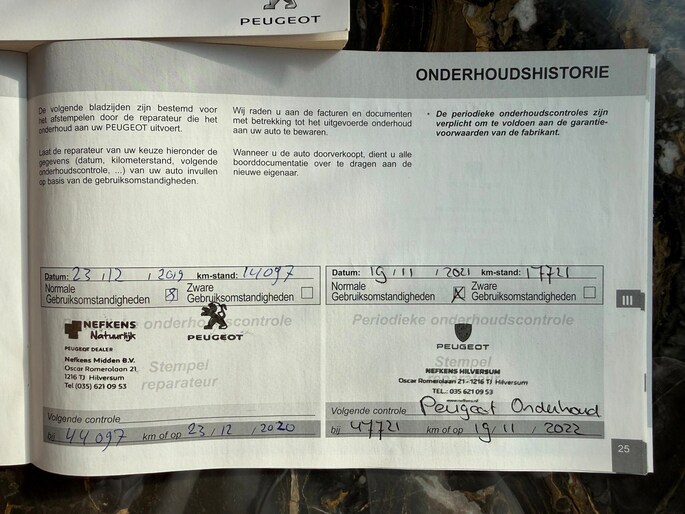 PEUGEOT
ONDERHOUDSHISTORIE
De volgende bladzijden zijn bestemd voor
het afstempelen door de reparateur die het
onderhoud aan uw PEUGEOT uitvoert.
Laat de reparateur van uw keuze hieronder de
gegevens (datum, kilometerstand, volgende
onderhoudscontrole, ...) van uw auto invullen
op basis van de gebruiksomstandigheden.
Wij raden u aan de facturen en documenten
met betrekking tot het uitgevoerde onderhoud
aan uw auto te bewaren.
Wanneer u de auto doorverkoopt, dient u alle
boorddocumentatie over te dragen aan de
nieuwe eigenaar.
• De periodieke onderhoudscontroles zijn
verplicht om te voldoen aan de garantie-
voorwaarden van de fabrikant.
Datum: 23 / 12 / 2019 km-stand: 14097
Normale
Gebruiksomstandigheden
Zware
Gebruiksomstandigheden
Periodieke onderhoudscontrole
NEFKENS
Natuurlijk
PEUGEOT
PEUGEOT DEALER
Nefkens Midden B.V.
Oscar Romerolaan 21,
1216 TJ Hilversum
Tel (035) 621 09 53
Stempel
reparateur
Volgende controle
bij 44097 km of op 23 / 12 / 2020
Datum: 19 / 11 / 2021 km-stand: 17721
Normale
Gebruiksomstandigheden
Zware
Gebruiksomstandigheden
Periodieke onderhoudscontrole
PEUGEOT
Stempel
reparateur
NEFKENS HILVERSUM
Oscar Romerolaan 21 - 1216 TJ Hilversum
TEL.: 035 621 09 53
www.nefkens.nl
Volgende controle Peugeot Onderhoud
bij 47721 km of op 19 / 11 / 2022
III
25